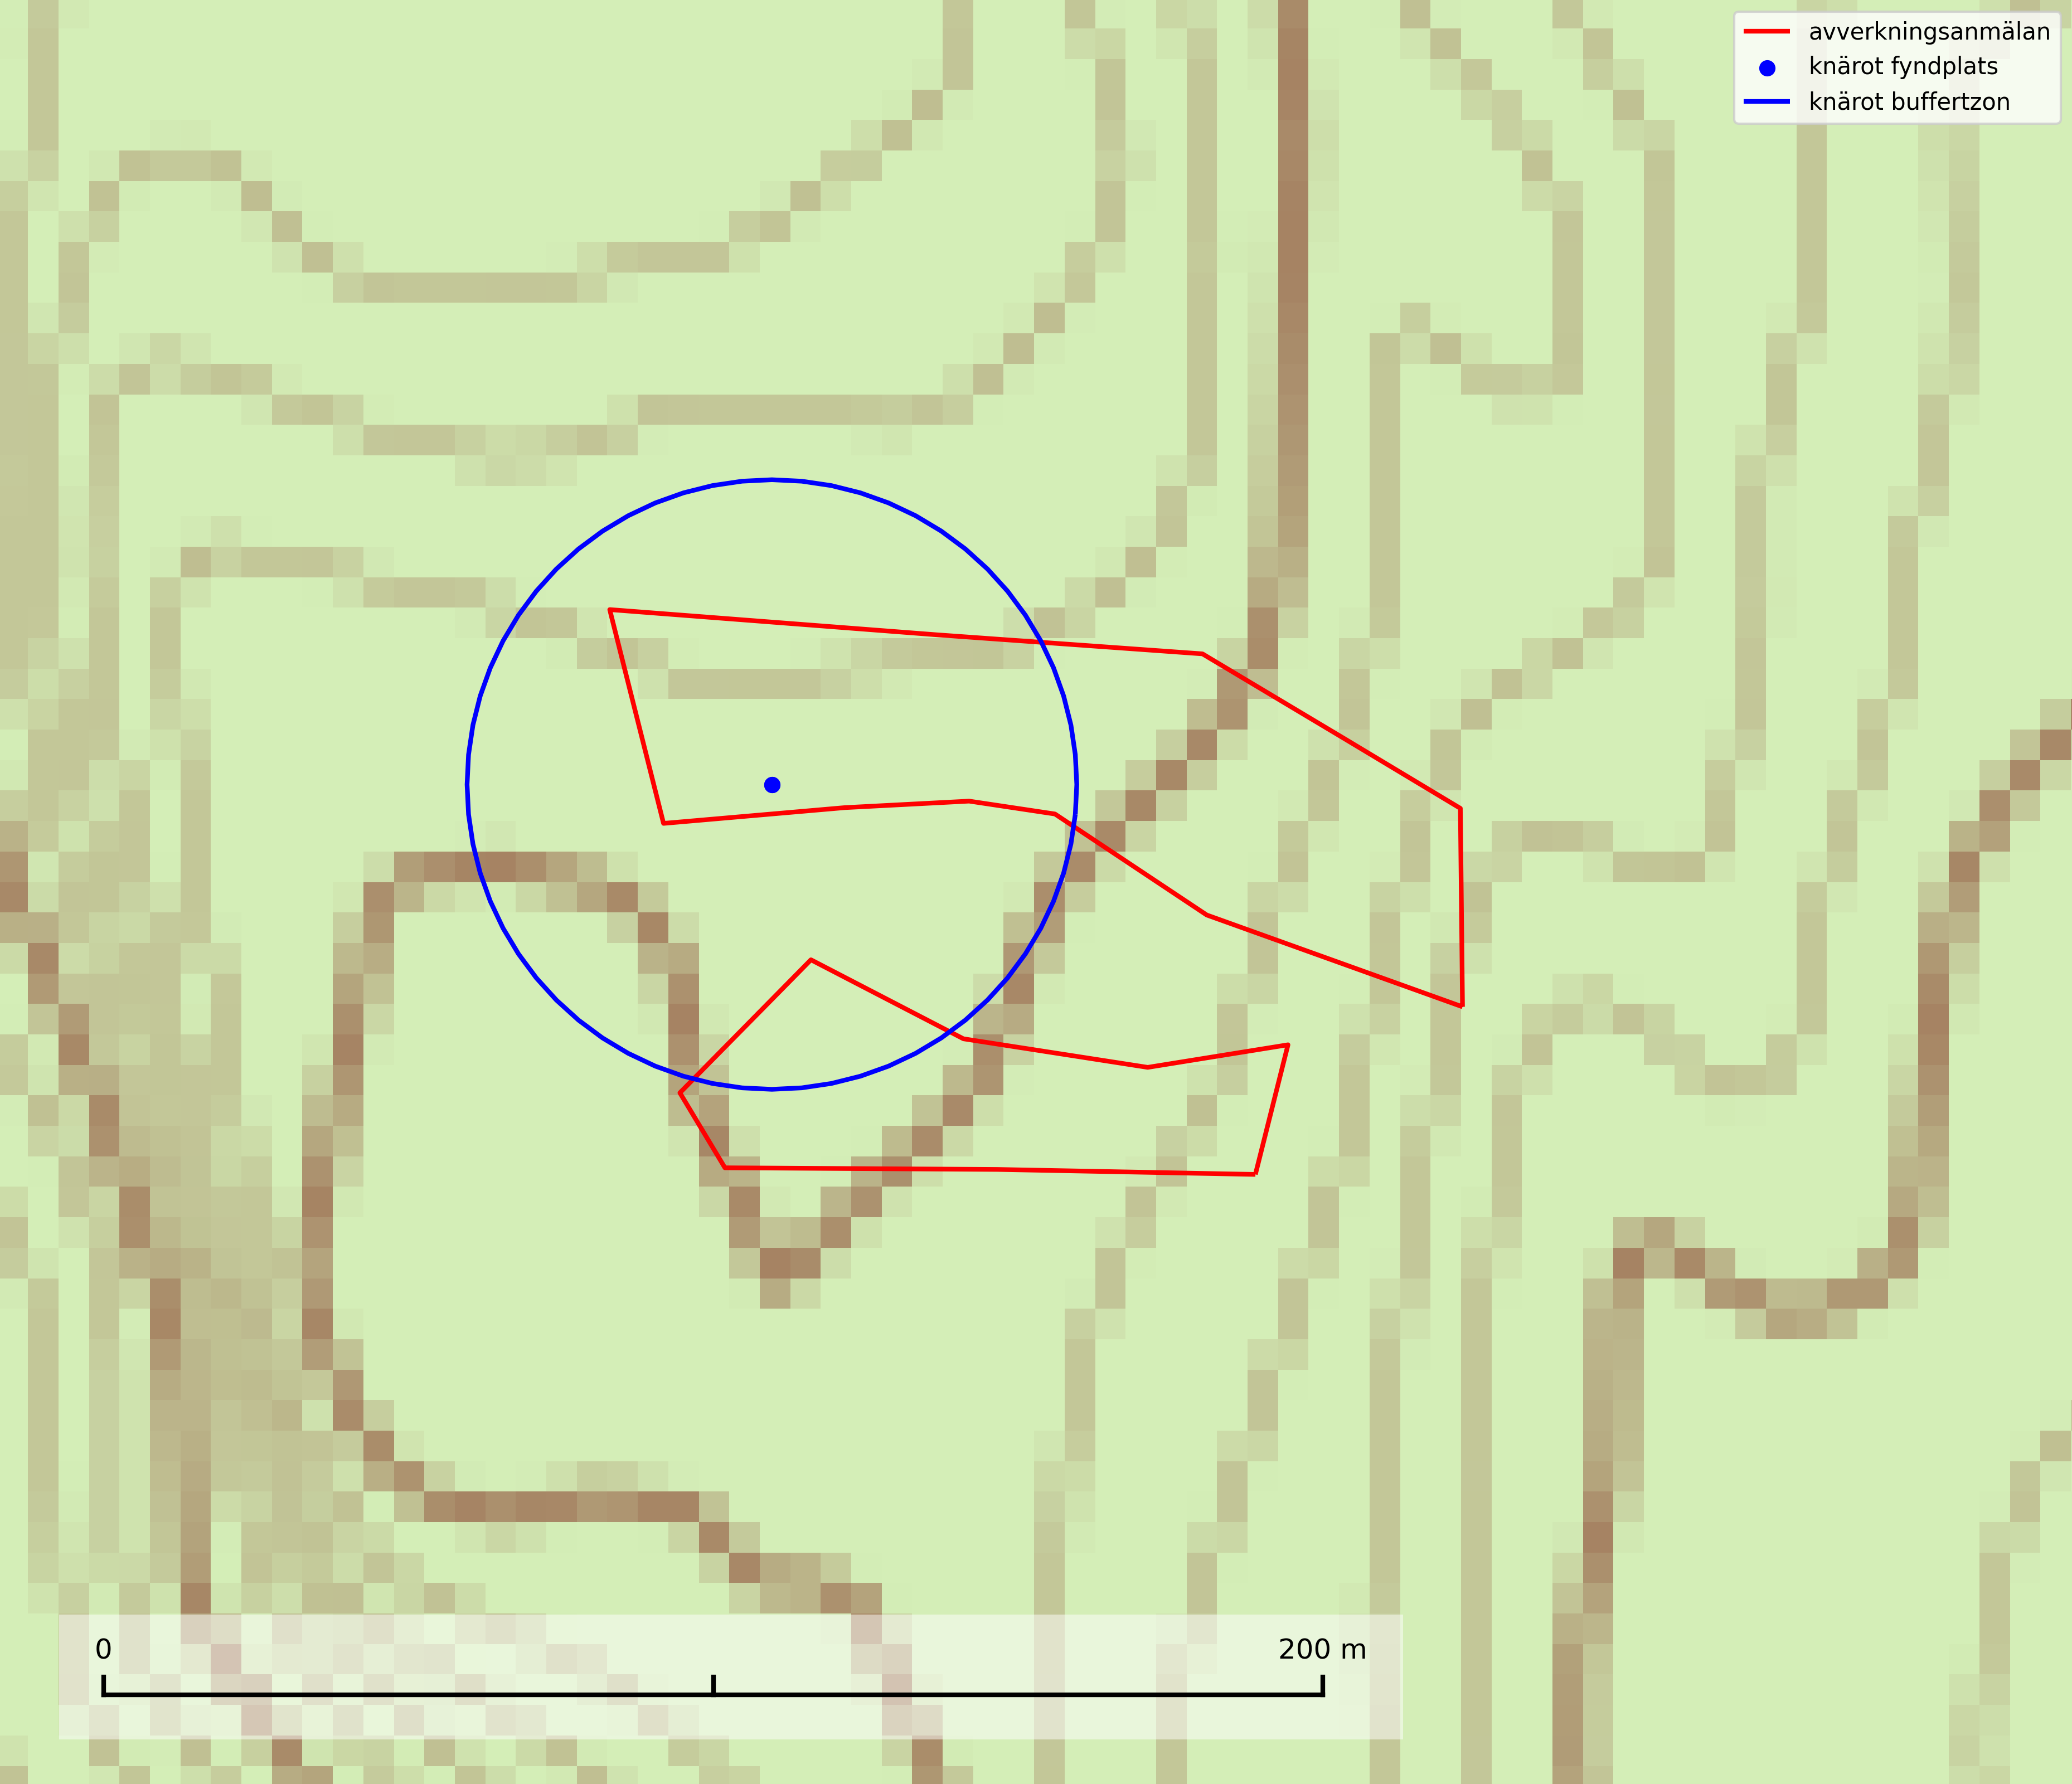 avverkningsanmälan
knärot fyndplats
knärot buffertzon
0 200 m